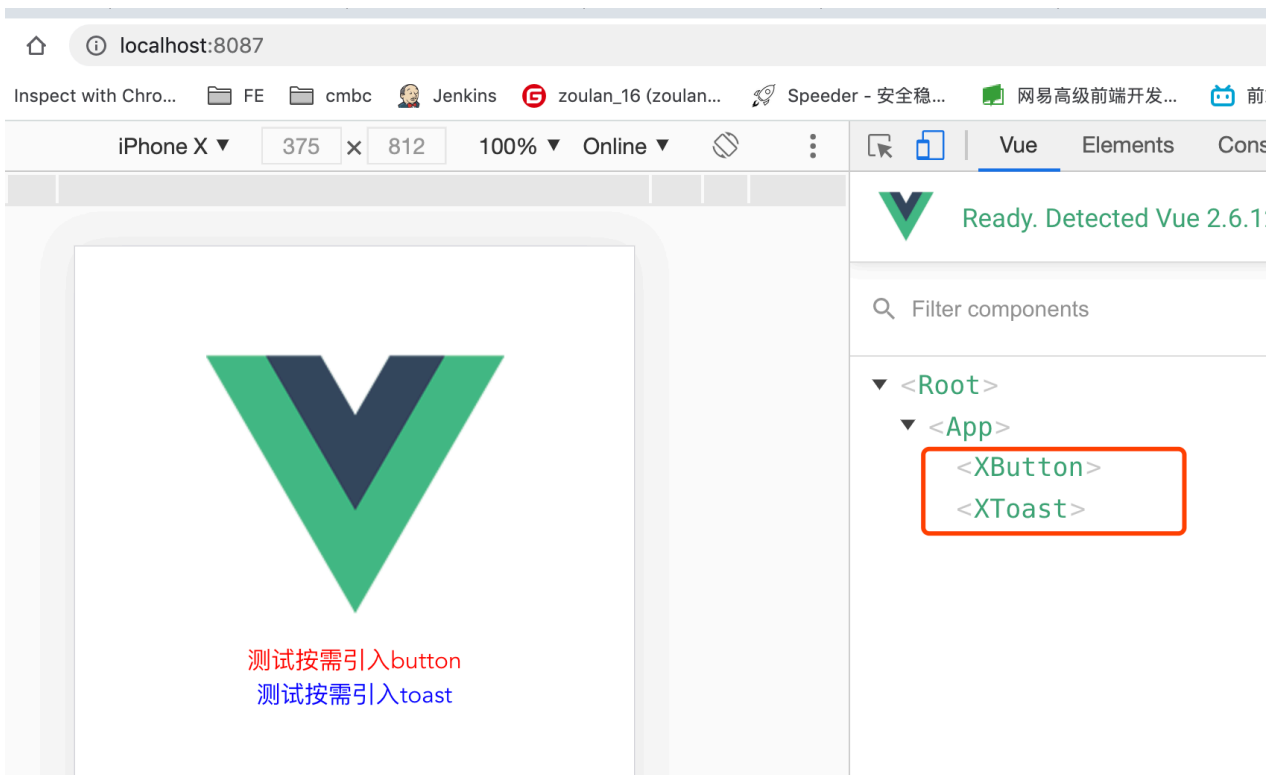 localhost:8087
Inspect with Chro... FE cmbc Jenkins zoulan_16 (zoulan... Speeder - 安全稳... 网易高级前端开发... 前
iPhone X ▼ 375 × 812 100% ▼ Online ▼ Vue Elements Cons
Ready. Detected Vue 2.6.1
Filter components
▼ <Root>
▼ <App>
<XButton>
<XToast>
测试按需引入button
测试按需引入toast